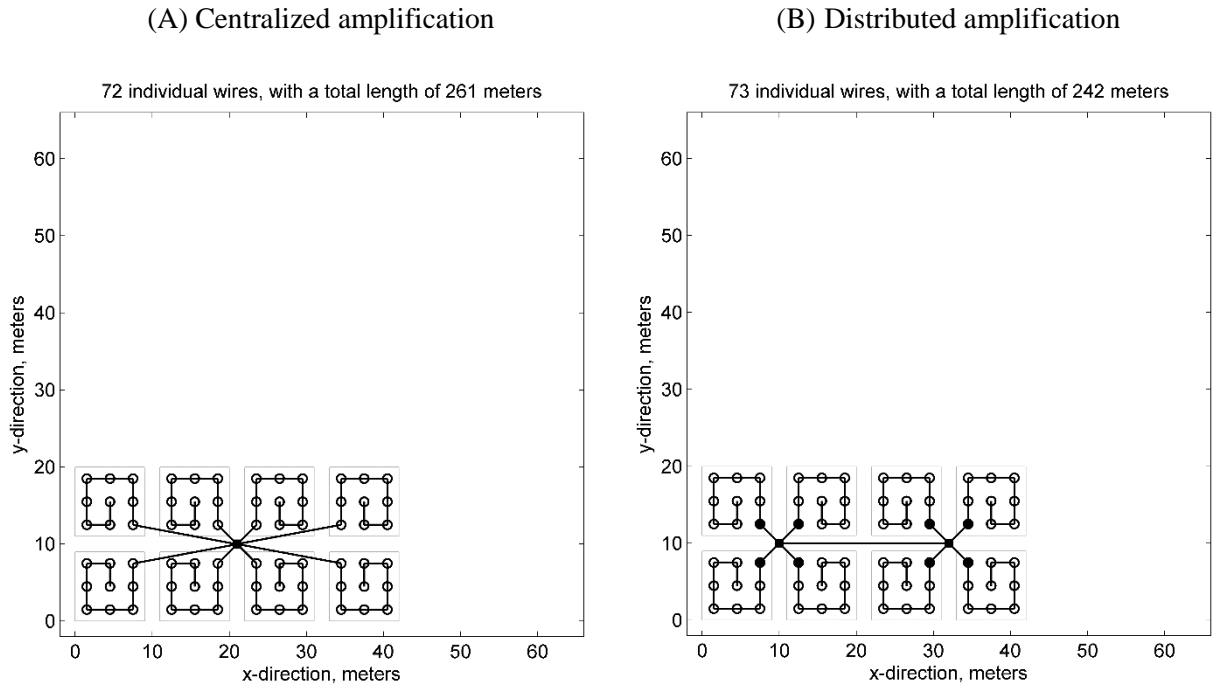 (A) Centralized amplification
72 individual wires, with a total length of 261 meters
y-direction, meters
60
50
40
30
20
10
0
0 10 20 30 40 50 60
x-direction, meters
(B) Distributed amplification
73 individual wires, with a total length of 242 meters
y-direction, meters
60
50
40
30
20
10
0
0 10 20 30 40 50 60
x-direction, meters